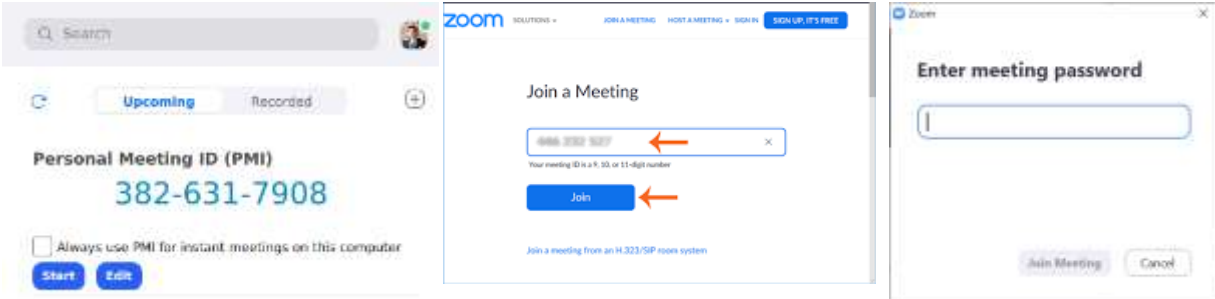 Search
Upcoming Recorded
Personal Meeting ID (PMI)
382-631-7908
Always use PMI for instant meetings on this computer
Start Edit
zoom SOLUTIONS JOIN A MEETING HOST A MEETING SIGN IN SIGN UP, IT'S FREE
Join a Meeting
Your meeting ID is a 9, 10, or 11-digit number
Join
Join a meeting from an H.323/SIP room system
Zoom
Enter meeting password
Join Meeting Cancel